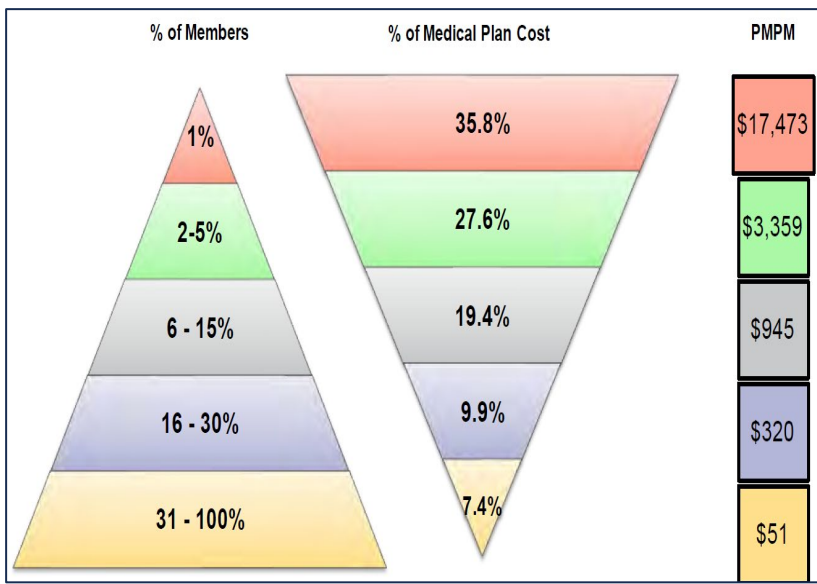 % of Members % of Medical Plan Cost PMPM
1% 35.8% $17,473
2-5% 27.6% $3,359
6 - 15% 19.4% $945
16 - 30% 9.9% $320
31 - 100% 7.4% $51